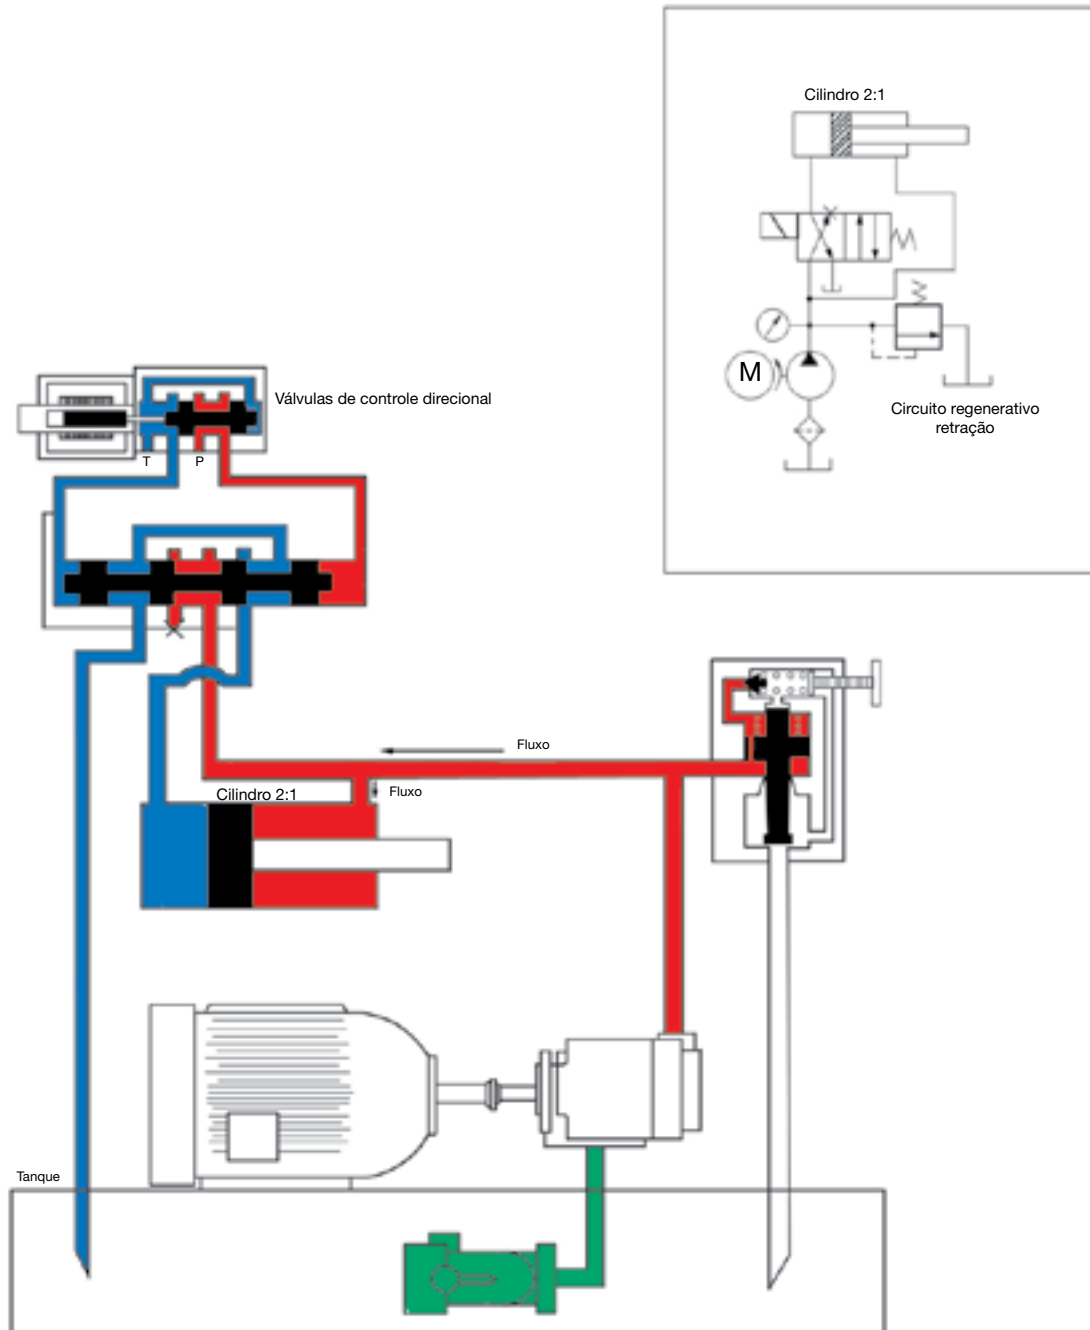 Cilindro 2:1
M
Circuito regenerativo
retração
Válvulas de controle direcional
T
P
Fluxo
Fluxo
Cilindro 2:1
Tanque